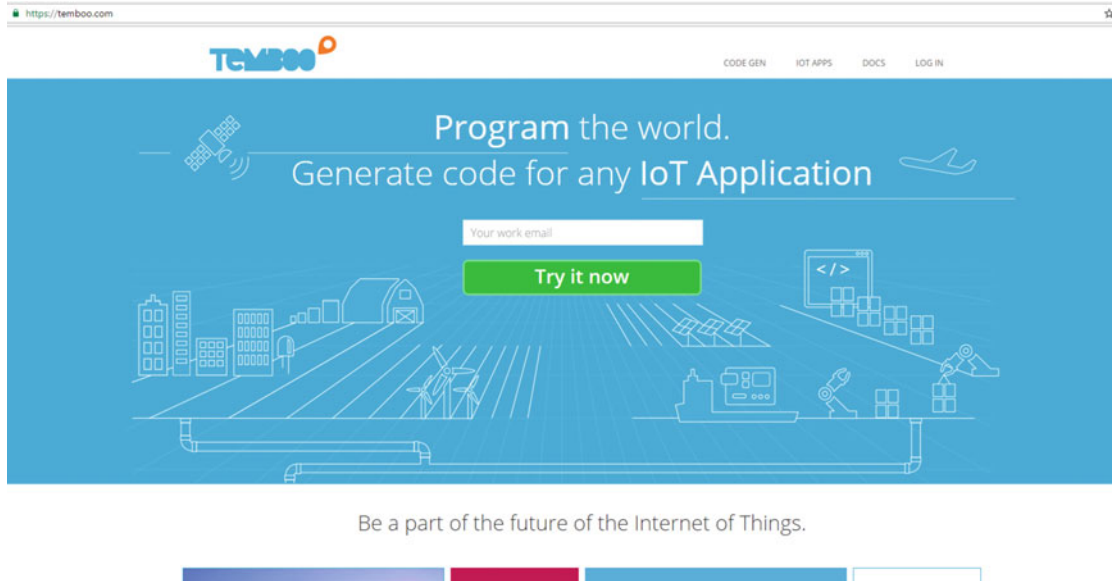 https://temboo.com
TEMBOO
CODE GEN IOT APPS DOCS LOG IN
Program the world.
Generate code for any IoT Application
Your work email
Try it now
</>
Be a part of the future of the Internet of Things.